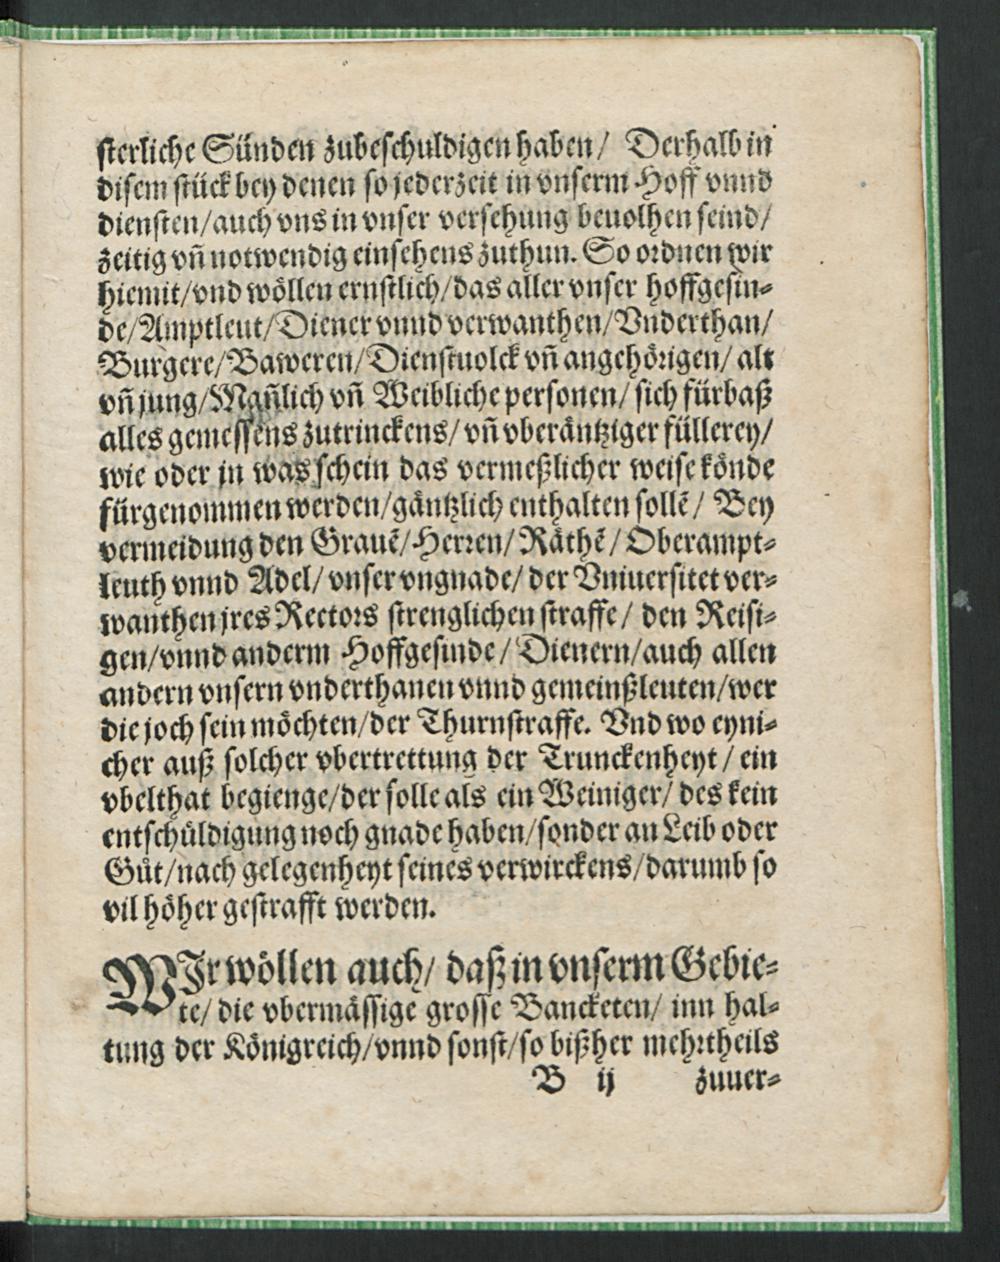 sterliche Sünden zubeschuldigen haben / Derhalb in
disem stück bey denen so jederzeit in vnserm Hoff vnnd
diensten / auch vns in vnser versehung beuolhen seind /
zeitig vñ notwendig einsehens zuthun. So ordnen wir
hiemit / vnd wöllen ernstlich / das aller vnser hoffgesin⸗
de / Amptleut / Diener vnnd verwanthen / Vnderthan /
Burgere / Baweren / Dienstuolck vñ angehörigen / alt
vñ jung / Mañlich vñ Weibliche personen / sich fürbaß
alles gemessens zutrinckens / vñ vberäntziger füllerey /
wie oder jn was schein das vermeßlicher weise könde
fürgenommen werden / gäntzlich enthalten sollē / Bey
vermeidung den Grauē / Herren / Räthē / Oberampt⸗
leuth vnnd Adel / vnser vngnade / der Vniuersitet ver⸗
wanthen jres Rectors strenglichen straffe / den Reisi⸗
gen / vnnd anderm Hoffgesinde / Dienern / auch allen
andern vnsern vnderthanen vnnd gemeinßleuten / wer
die joch sein möchten / der Thurnstraffe. Vnd wo eyni⸗
cher auß solcher vbertrettung der Trunckenheyt / ein
vbelthat begienge / der solle als ein Weiniger / des kein
entschüldigung noch gnade haben / sonder an Leib oder
Gůt / nach gelegenheyt seines verwirckens / darumb so
vil höher gestrafft werden.
WIr wöllen auch / daß in vnserm Gebie⸗
te / die vbermässige grosse Bancketen / inn hal⸗
tung der Königreich / vnnd sonst / so bißher mehrtheils
B ij zuuer⸗